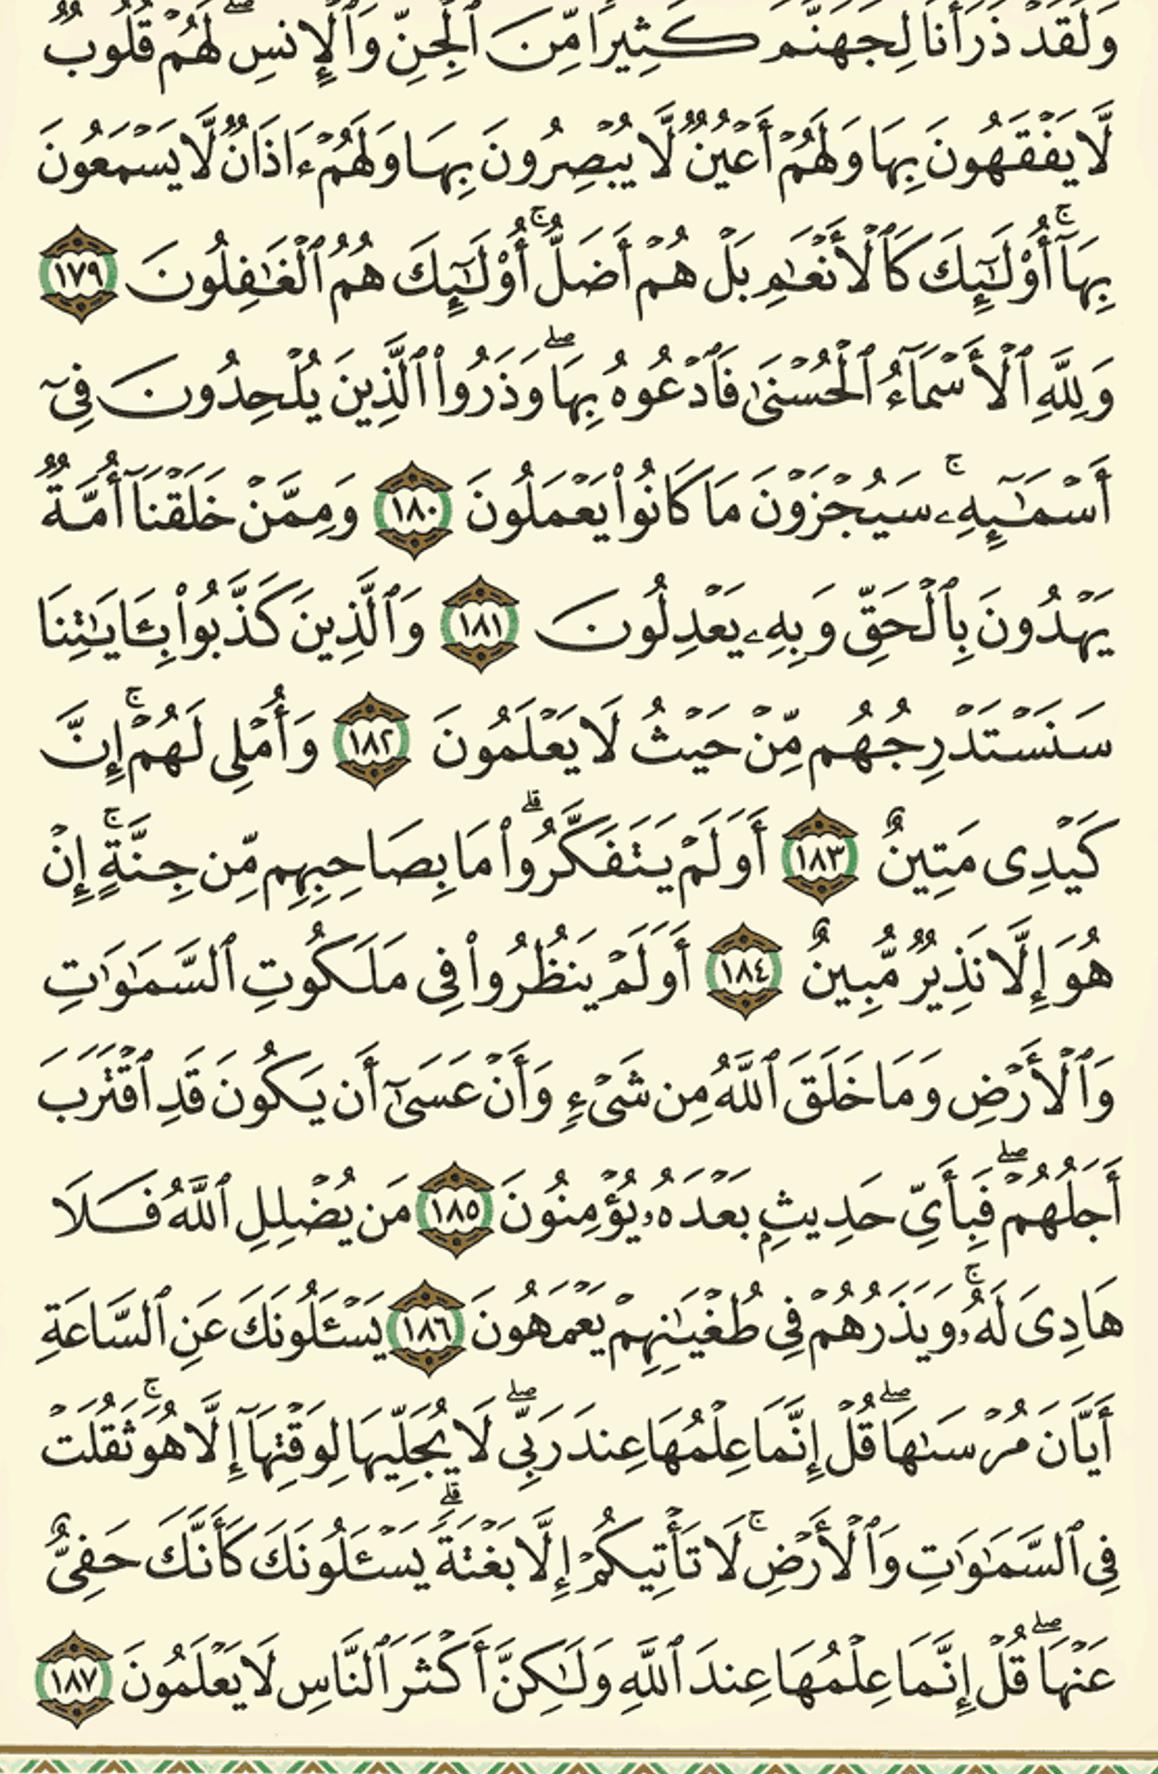 وَلَقَدْ ذَرَأْنَا لِجَهَنَّمَ كَثِيرًا مِّنَ ٱلْجِنِّ وَٱلْإِنسِ ۖ لَهُمْ قُلُوبٌ
لَّا يَفْقَهُونَ بِهَا وَلَهُمْ أَعْيُنٌ لَّا يُبْصِرُونَ بِهَا وَلَهُمْ ءَاذَانٌ لَّا يَسْمَعُونَ
بِهَآ ۚ أُو۟لَـٰٓئِكَ كَٱلْأَنْعَـٰمِ بَلْ هُمْ أَضَلُّ ۚ أُو۟لَـٰٓئِكَ هُمُ ٱلْغَـٰفِلُونَ ١٧٩
وَلِلَّهِ ٱلْأَسْمَآءُ ٱلْحُسْنَىٰ فَٱدْعُوهُ بِهَا ۖ وَذَرُوا۟ ٱلَّذِينَ يُلْحِدُونَ فِىٓ
أَسْمَـٰٓئِهِۦ ۚ سَيُجْزَوْنَ مَا كَانُوا۟ يَعْمَلُونَ ١٨٠ وَمِمَّنْ خَلَقْنَآ أُمَّةٌ
يَهْدُونَ بِٱلْحَقِّ وَبِهِۦ يَعْدِلُونَ ١٨١ وَٱلَّذِينَ كَذَّبُوا۟ بِـَٔايَـٰتِنَا
سَنَسْتَدْرِجُهُم مِّنْ حَيْثُ لَا يَعْلَمُونَ ١٨٢ وَأُمْلِى لَهُمْ ۚ إِنَّ
كَيْدِى مَتِينٌ ١٨٣ أَوَلَمْ يَتَفَكَّرُوا۟ ۗ مَا بِصَاحِبِهِم مِّن جِنَّةٍ ۚ إِنْ
هُوَ إِلَّا نَذِيرٌ مُّبِينٌ ١٨٤ أَوَلَمْ يَنظُرُوا۟ فِى مَلَكُوتِ ٱلسَّمَـٰوَٰتِ
وَٱلْأَرْضِ وَمَا خَلَقَ ٱللَّهُ مِن شَىْءٍ وَأَنْ عَسَىٰٓ أَن يَكُونَ قَدِ ٱقْتَرَبَ
أَجَلُهُمْ ۖ فَبِأَىِّ حَدِيثٍۭ بَعْدَهُۥ يُؤْمِنُونَ ١٨٥ مَن يُضْلِلِ ٱللَّهُ فَلَا
هَادِىَ لَهُۥ ۚ وَيَذَرُهُمْ فِى طُغْيَـٰنِهِمْ يَعْمَهُونَ ١٨٦ يَسْـَٔلُونَكَ عَنِ ٱلسَّاعَةِ
أَيَّانَ مُرْسَىٰهَا ۖ قُلْ إِنَّمَا عِلْمُهَا عِندَ رَبِّى ۖ لَا يُجَلِّيهَا لِوَقْتِهَآ إِلَّا هُوَ ۚ ثَقُلَتْ
فِى ٱلسَّمَـٰوَٰتِ وَٱلْأَرْضِ ۚ لَا تَأْتِيكُمْ إِلَّا بَغْتَةً ۗ يَسْـَٔلُونَكَ كَأَنَّكَ حَفِىٌّ
عَنْهَا ۖ قُلْ إِنَّمَا عِلْمُهَا عِندَ ٱللَّهِ وَلَـٰكِنَّ أَكْثَرَ ٱلنَّاسِ لَا يَعْلَمُونَ ١٨٧